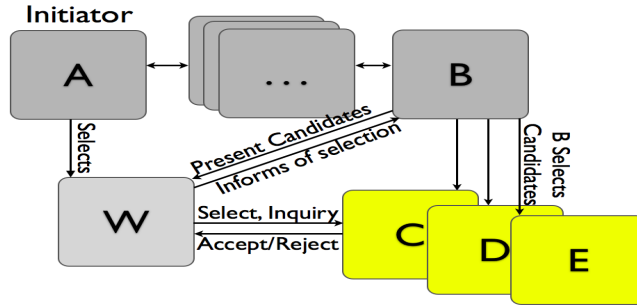 Initiator
A
...
B
Selects
Present Candidates
Informs of selection
B Selects
Candidates
W
Select, Inquiry
Accept/Reject
C
D
E